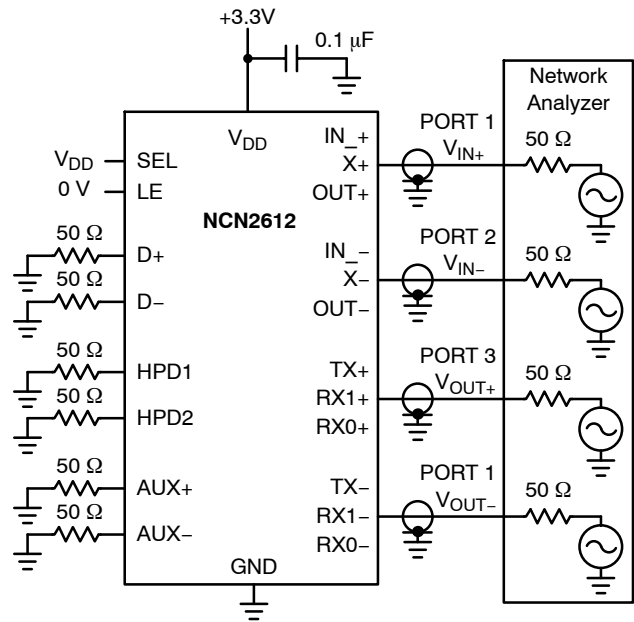 +3.3V
0.1 μF
Network
Analyzer
VDD
IN_+
X+
OUT+
PORT 1
VIN+
50 Ω
VDD
SEL
0 V
LE
NCN2612
50 Ω
D+
50 Ω
D−
IN_−
X−
OUT−
PORT 2
VIN−
50 Ω
50 Ω
HPD1
50 Ω
HPD2
TX+
RX1+
RX0+
PORT 3
VOUT+
50 Ω
50 Ω
AUX+
50 Ω
AUX−
TX−
RX1−
RX0−
PORT 1
VOUT−
50 Ω
GND